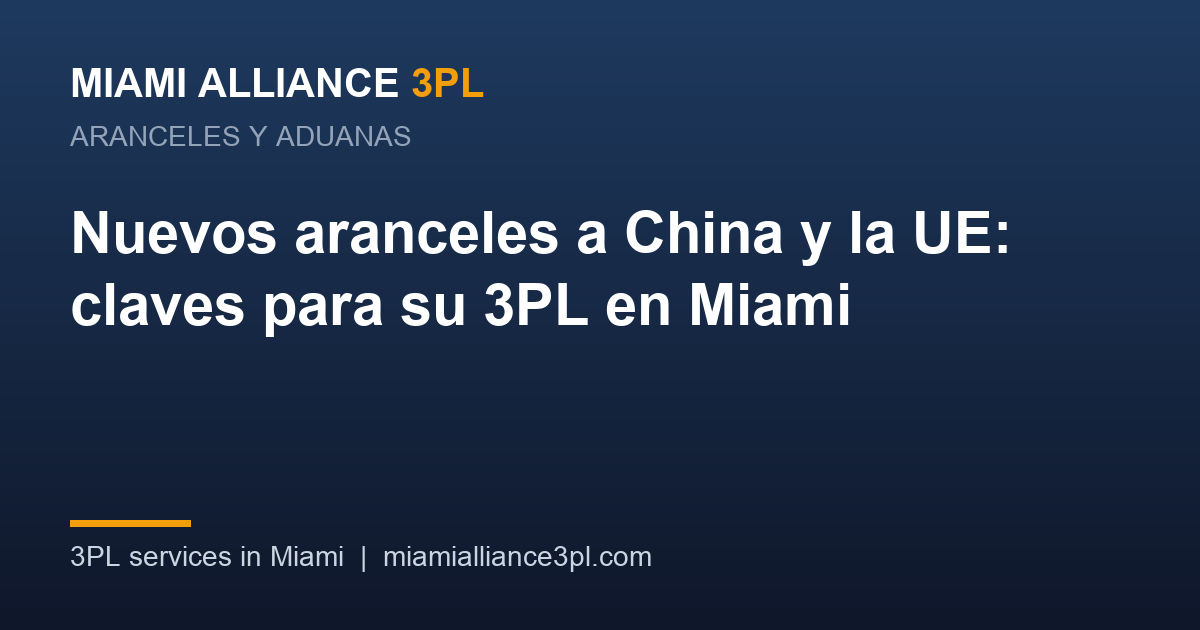 MIAMI ALLIANCE 3PL
ARANCELES Y ADUANAS
Nuevos aranceles a China y la UE:
claves para su 3PL en Miami
3PL services in Miami | miamialliance3pl.com